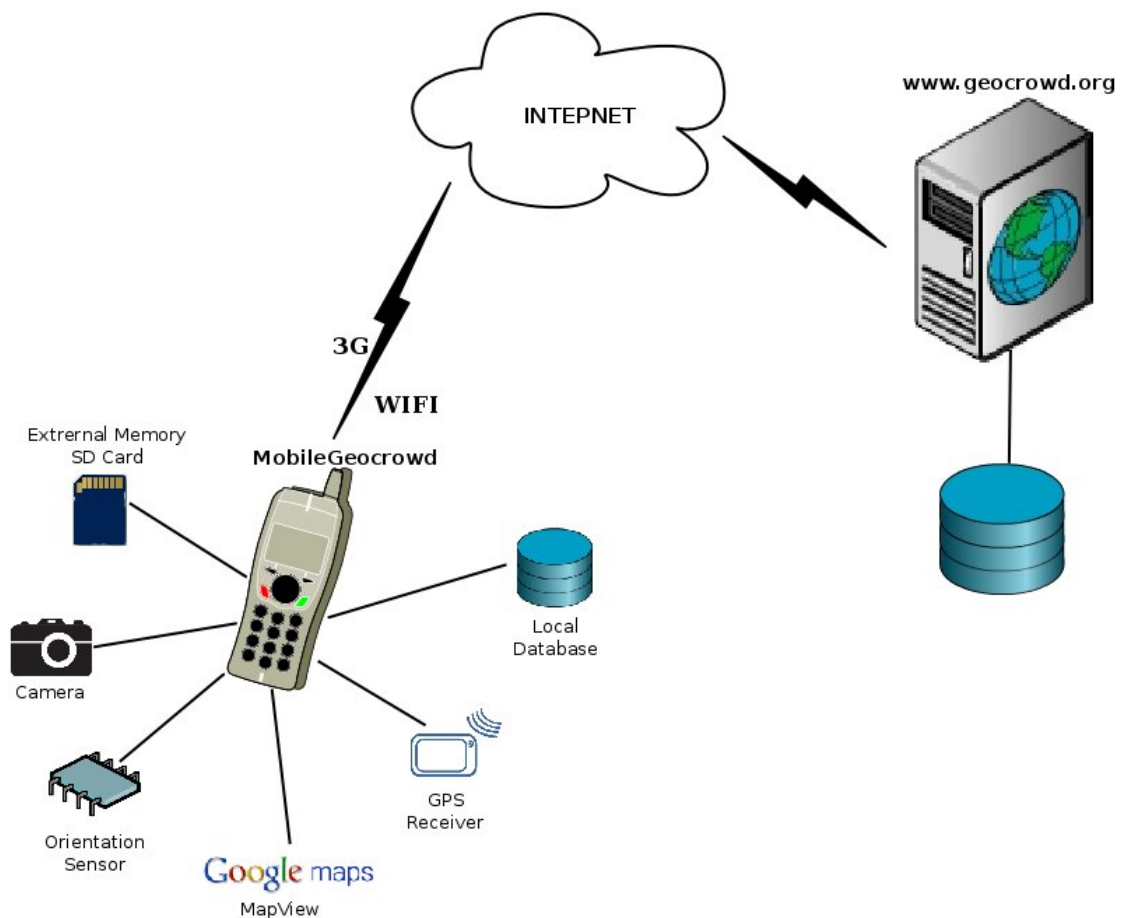 www.geocrowd.org
INTEPNET
3G
WIFI
MobileGeocrowd
Extrernal Memory
SD Card
Local
Database
Camera
GPS
Receiver
Orientation
Sensor
Google maps
MapView